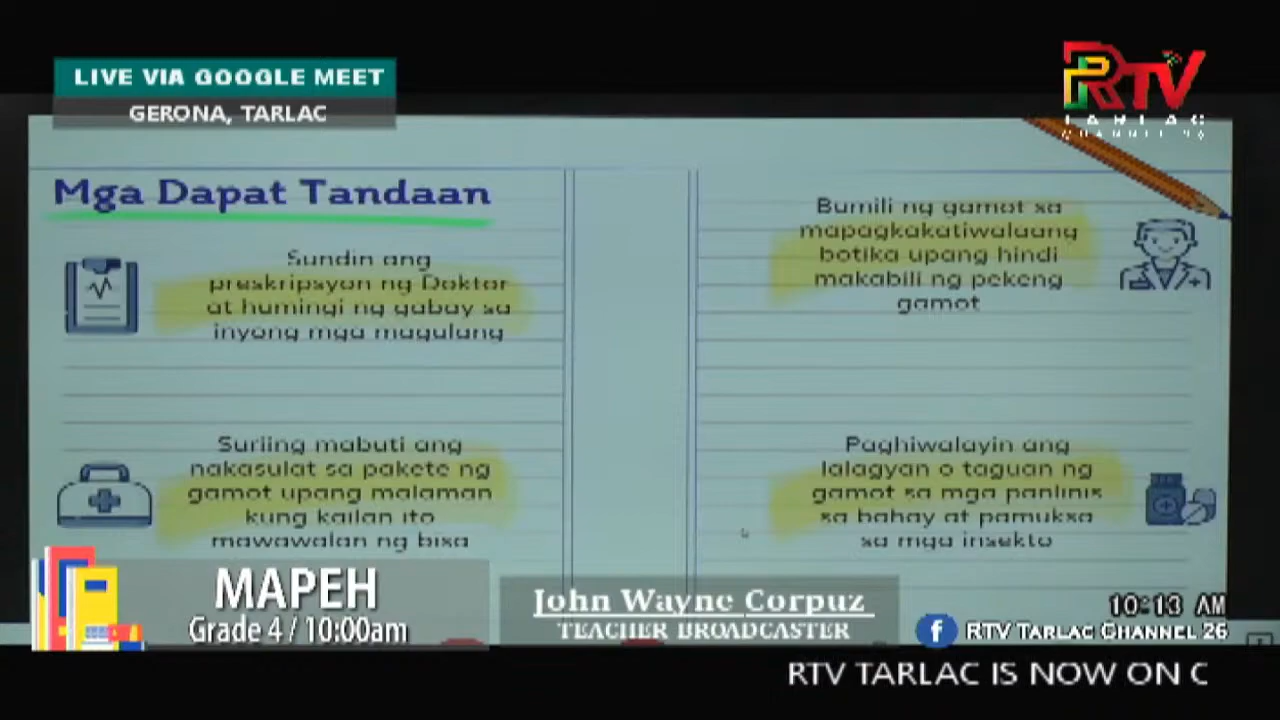 LIVE VIA GOOGLE MEET
GERONA, TARLAC
RTV
TARLAC
CHANNEL 26
Mga Dapat Tandaan
Sundin ang
preskripsyon ng Doktor
at humingi ng gabay sa
inyong mga magulang
Suriing mabuti ang
nakasulat sa pakete ng
gamot upang malaman
kung kailan ito
mawawalan ng bisa
Bumili ng gamot sa
mapagkakatiwalaang
botika upang hindi
makabili ng pekeng
gamot
Paghiwalayin ang
lalagyan o taguan ng
gamot sa mga panlinis
sa bahay at pamuksa
sa mga insekto
MAPEH
Grade 4 / 10:00am
John Wayne Corpuz
TEACHER BROADCASTER
10:13 AM
f RTV TARLAC CHANNEL 26
RTV TARLAC IS NOW ON C